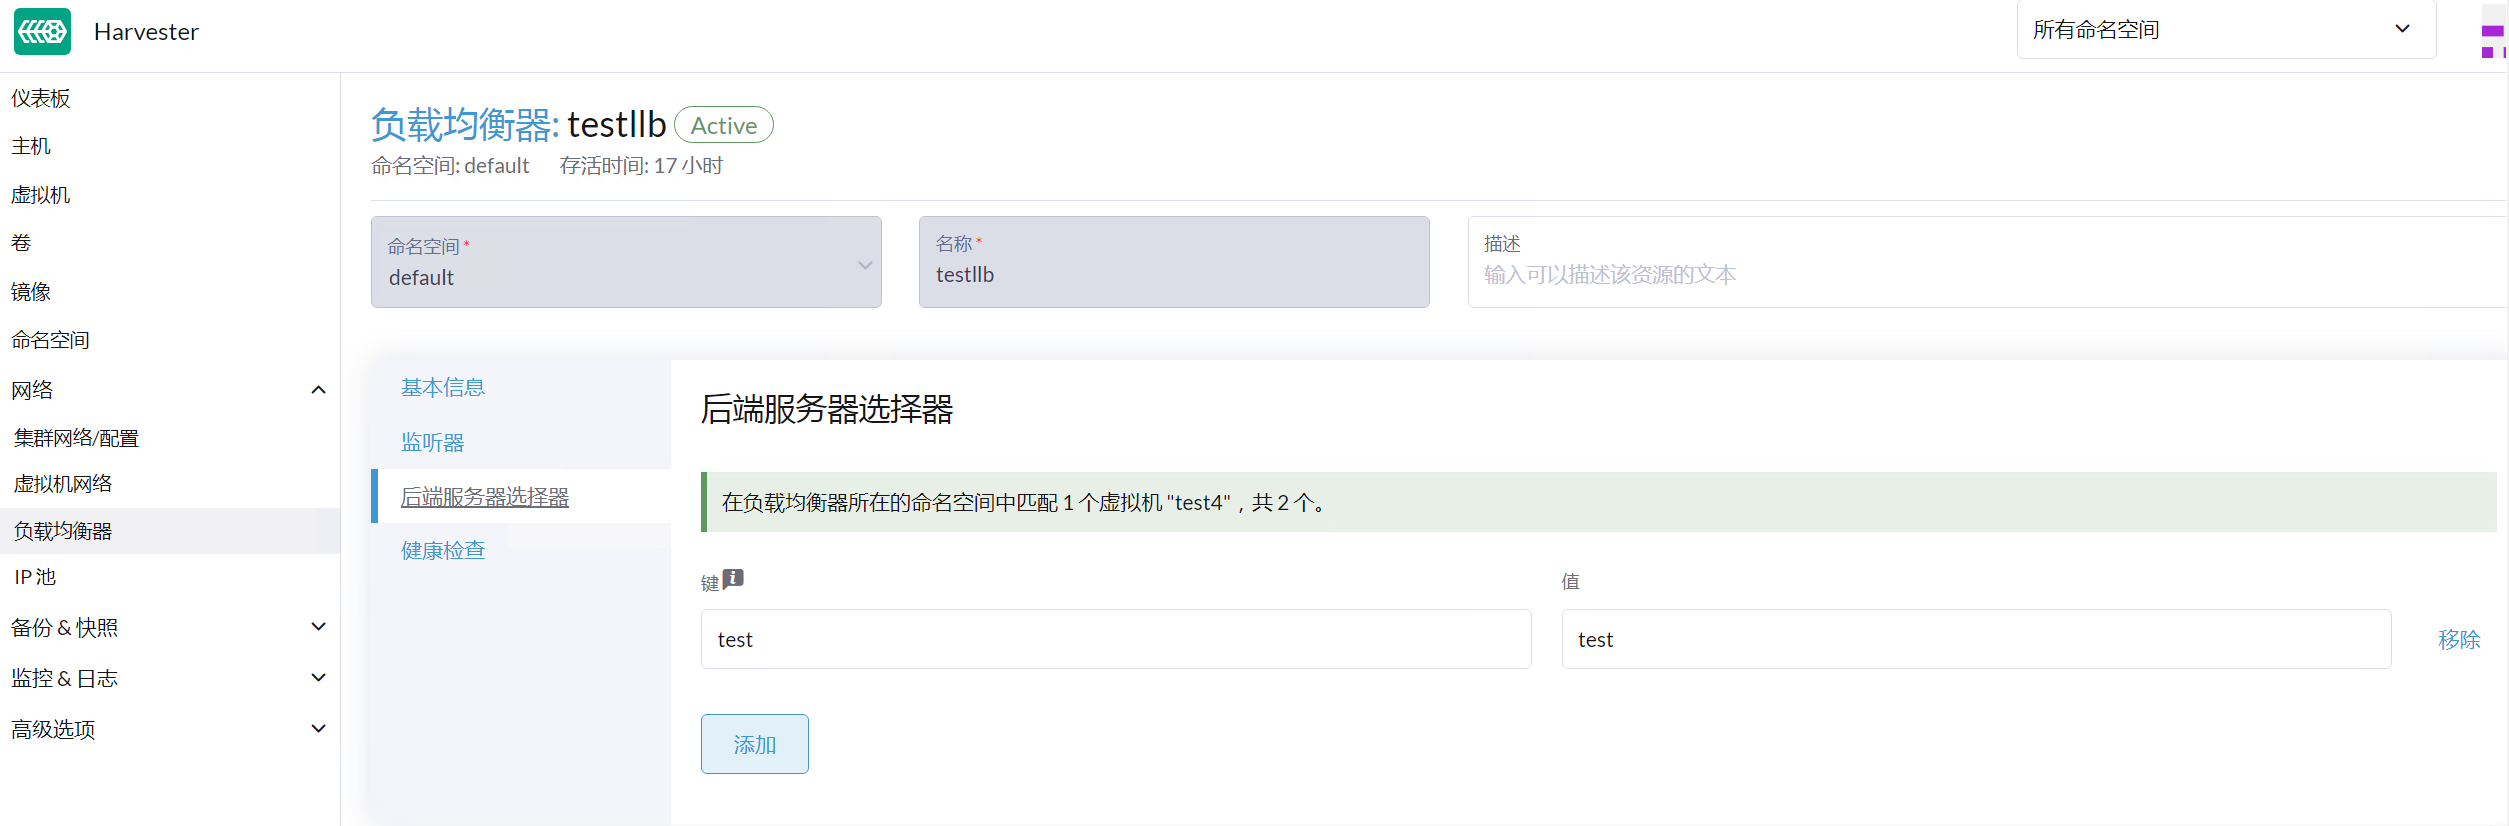 Harvester
所有命名空间
仪表板
主机
虚拟机
卷
镜像
命名空间
网络
集群网络/配置
虚拟机网络
负载均衡器
IP 池
备份 & 快照
监控 & 日志
高级选项
负载均衡器: testllb Active
命名空间: default 存活时间: 17 小时
命名空间 *
default
名称 *
testllb
描述
输入可以描述该资源的文本
基本信息
监听器
后端服务器选择器
健康检查
后端服务器选择器
在负载均衡器所在的命名空间中匹配 1 个虚拟机 "test4"，共 2 个。
键
值
test
test
移除
添加